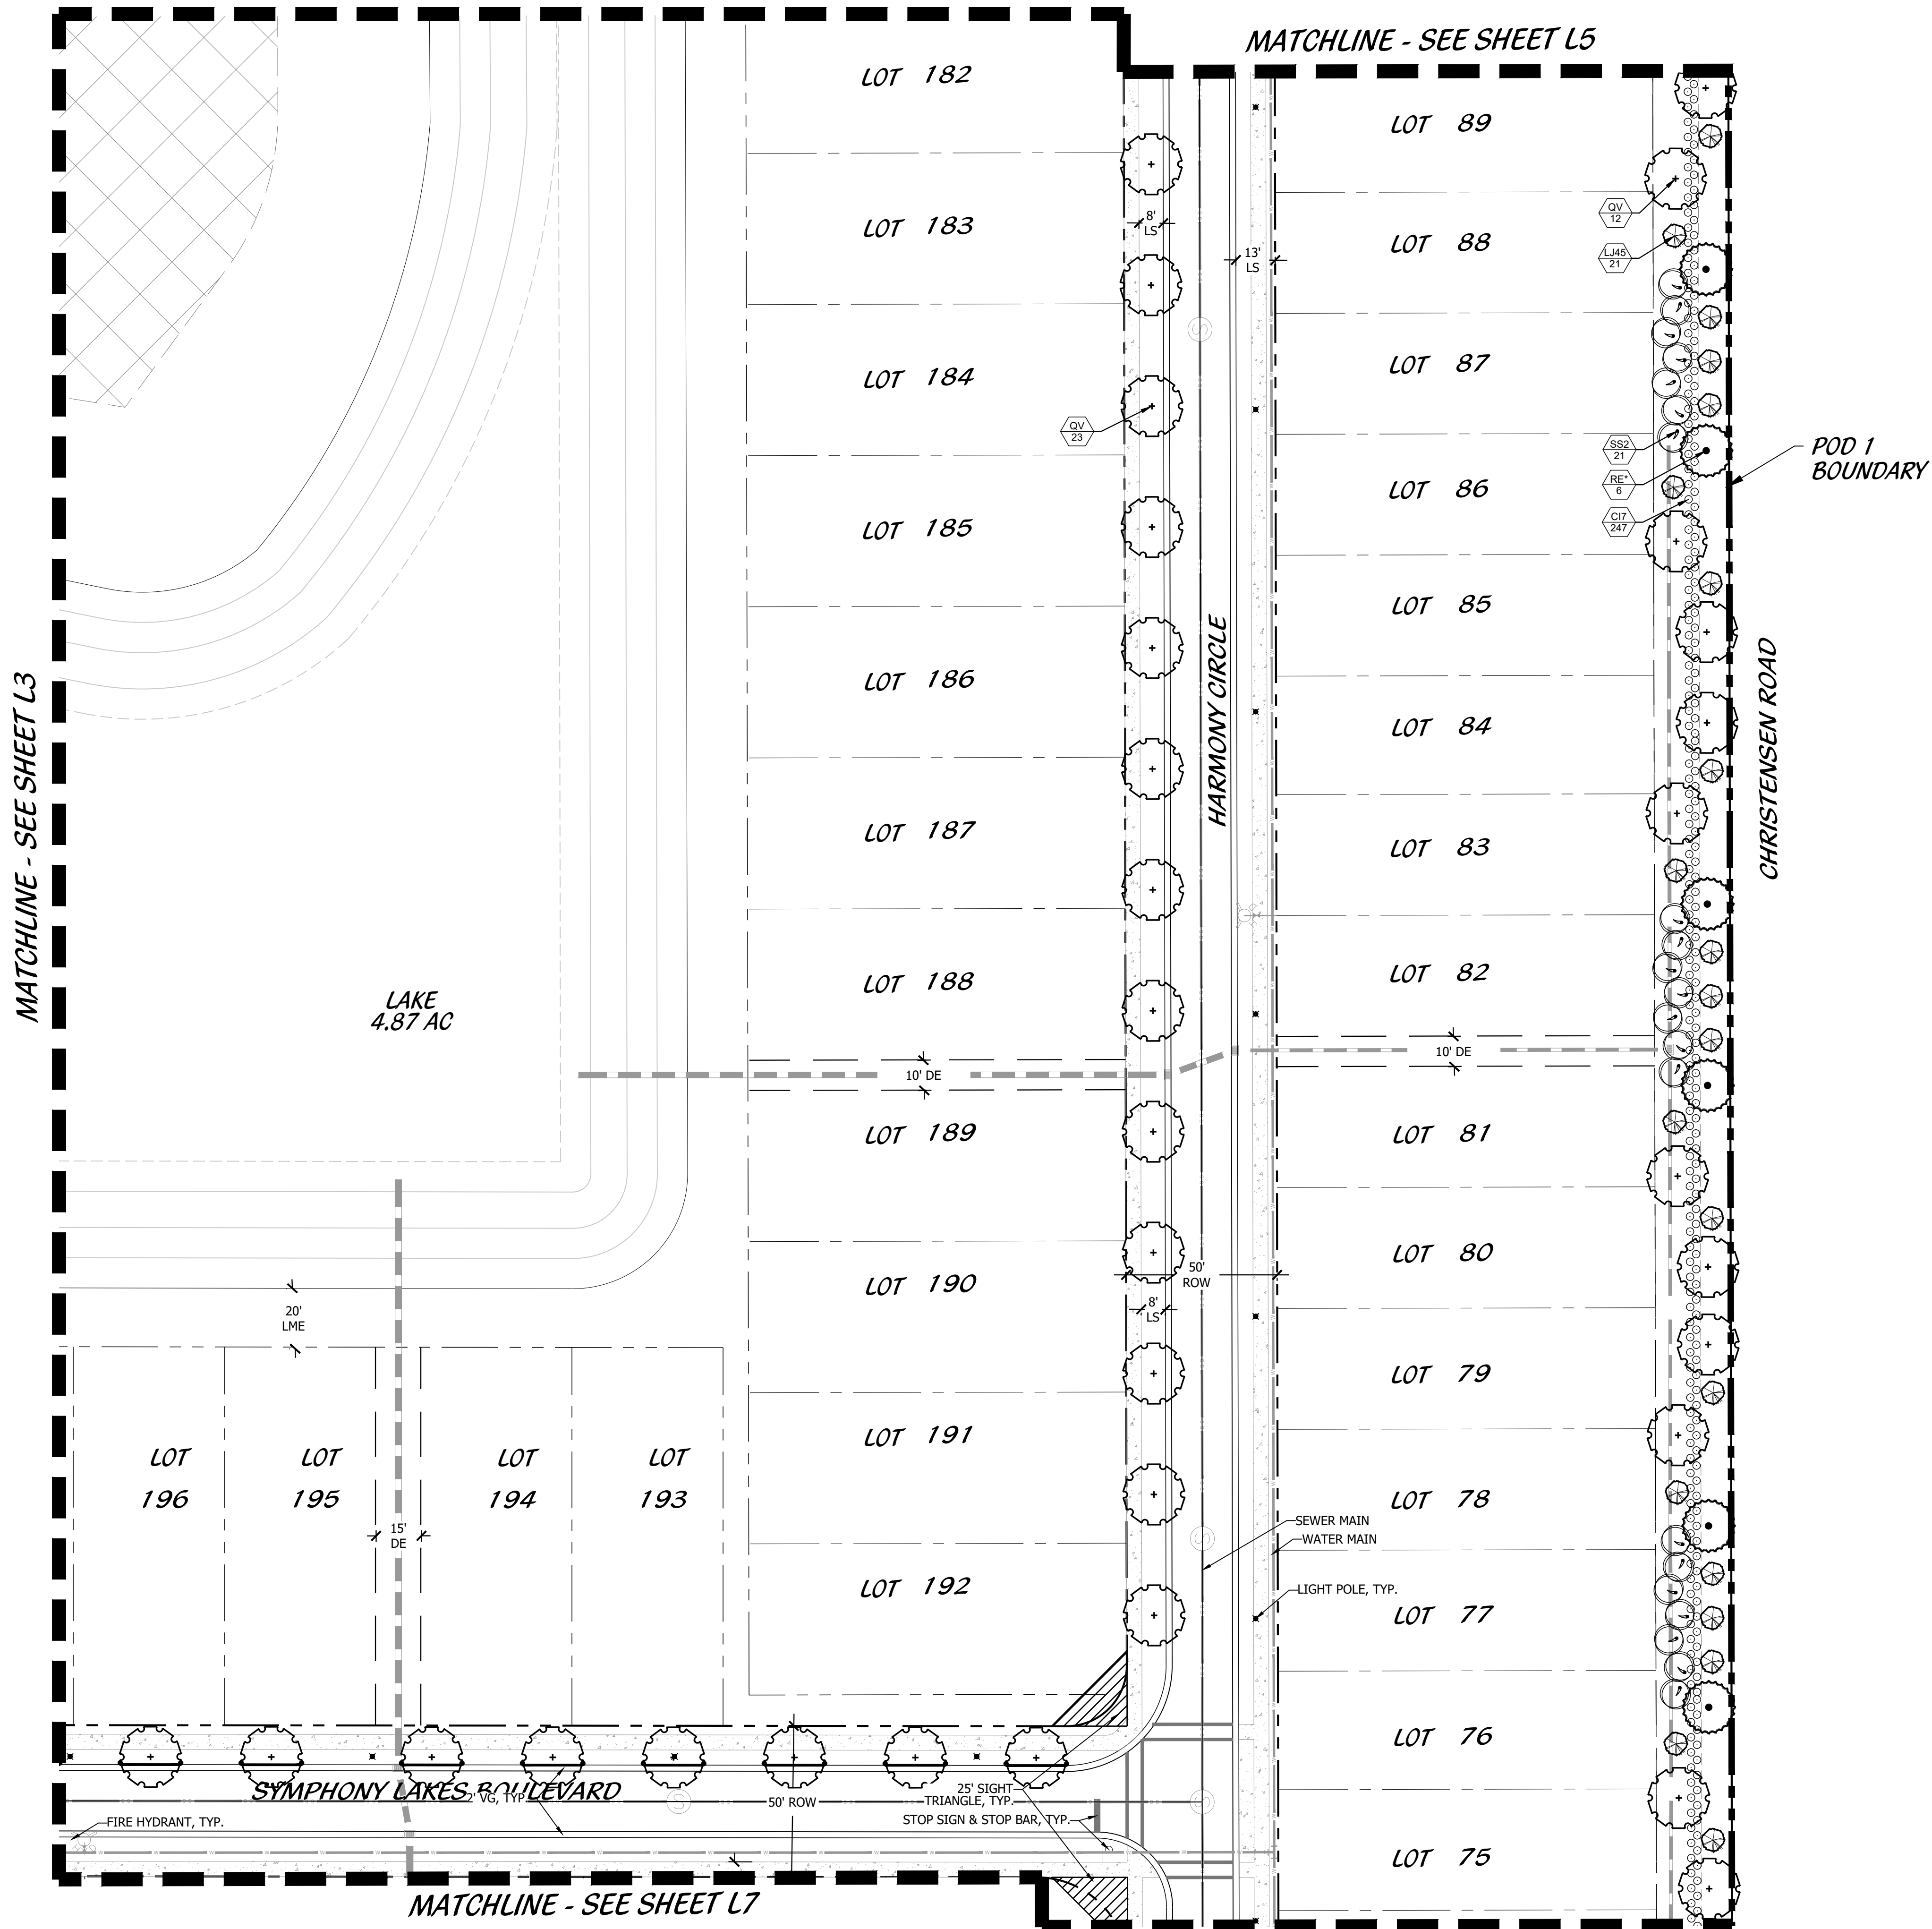 MATCHLINE - SEE SHEET L5
LOT 182
LOT 89
LOT 183
8'
LS
13'
LS
QV
12
LOT 88
LJ45
21
LOT 184
LOT 87
QV
23
SS2
21
POD 1
BOUNDARY
RE*
6
LOT 86
CI7
247
LOT 185
LOT 85
HARMONY CIRCLE
CHRISTENSEN ROAD
MATCHLINE - SEE SHEET L3
LOT 186
LOT 84
LOT 187
LOT 83
LOT 188
LOT 82
LAKE
4.87 AC
10' DE
10' DE
LOT 189
LOT 81
LOT 190
50'
ROW
LOT 80
8'
LS
20'
LME
LOT 79
LOT 191
LOT
196
LOT
195
LOT
194
LOT
193
LOT 78
15'
DE
SEWER MAIN
WATER MAIN
LOT 192
LIGHT POLE, TYP.
LOT 77
LOT 76
SYMPHONY LAKES BOULEVARD
2' VG, TYP.
50' ROW
25' SIGHT
TRIANGLE, TYP.
STOP SIGN & STOP BAR, TYP.
FIRE HYDRANT, TYP.
LOT 75
MATCHLINE - SEE SHEET L7